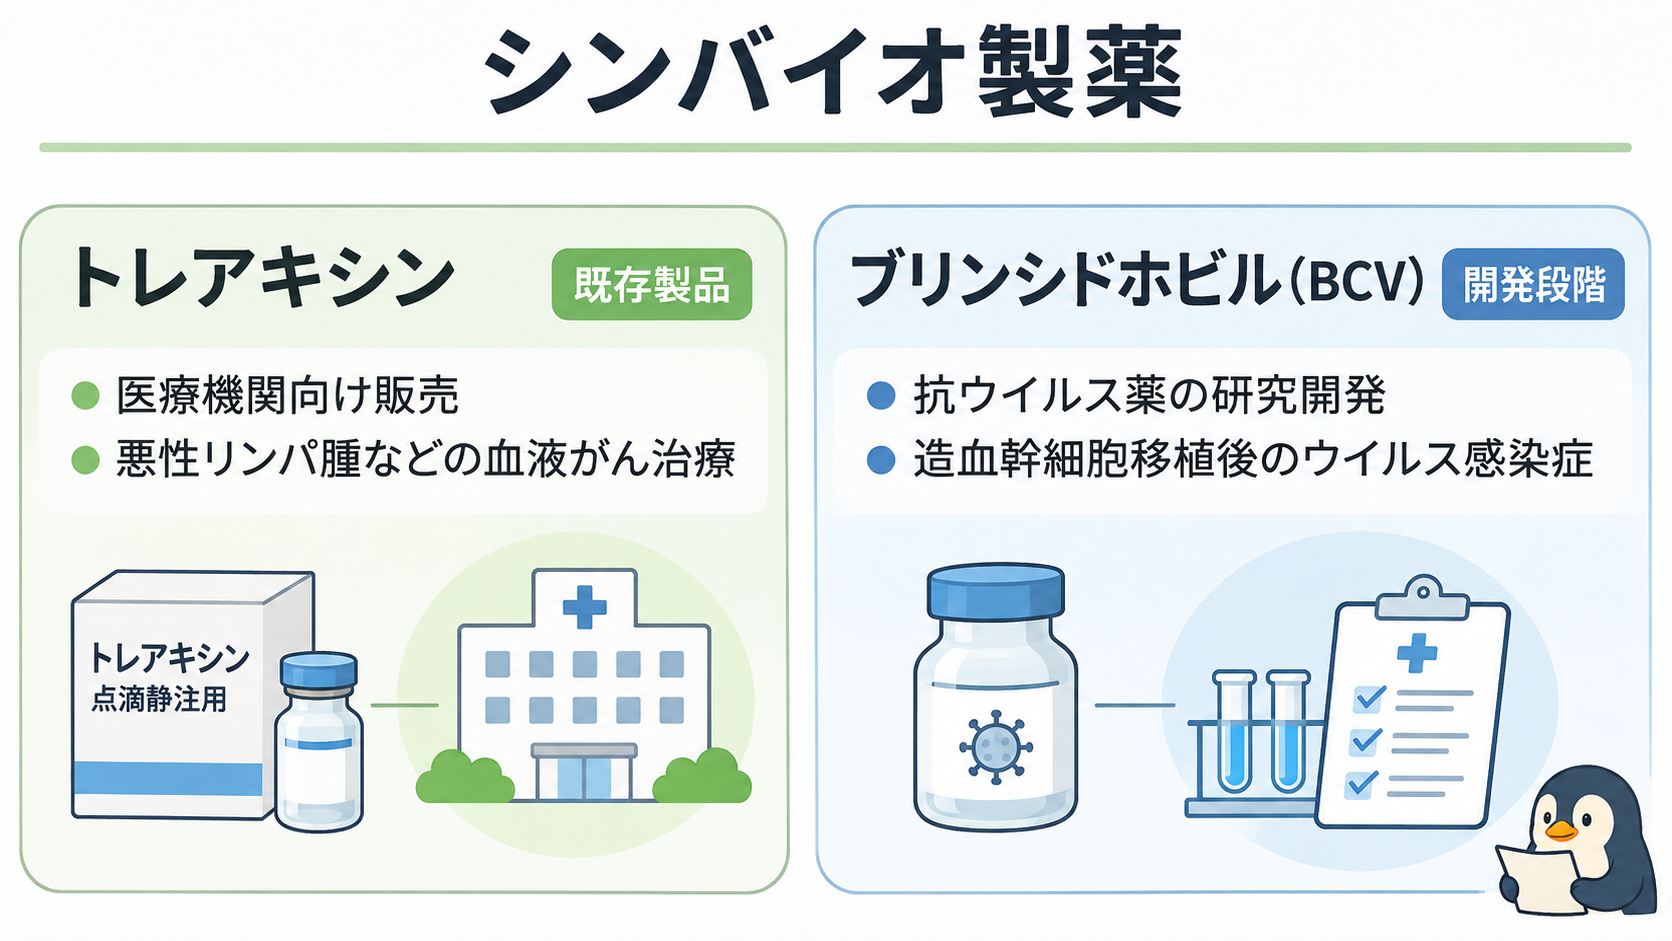 シンバイオ製薬
トレアキシン
既存製品
医療機関向け販売
悪性リンパ腫などの血液がん治療
トレアキシン
点滴静注用
ブリンシドホビル（BCV）
開発段階
抗ウイルス薬の研究開発
造血幹細胞移植後のウイルス感染症